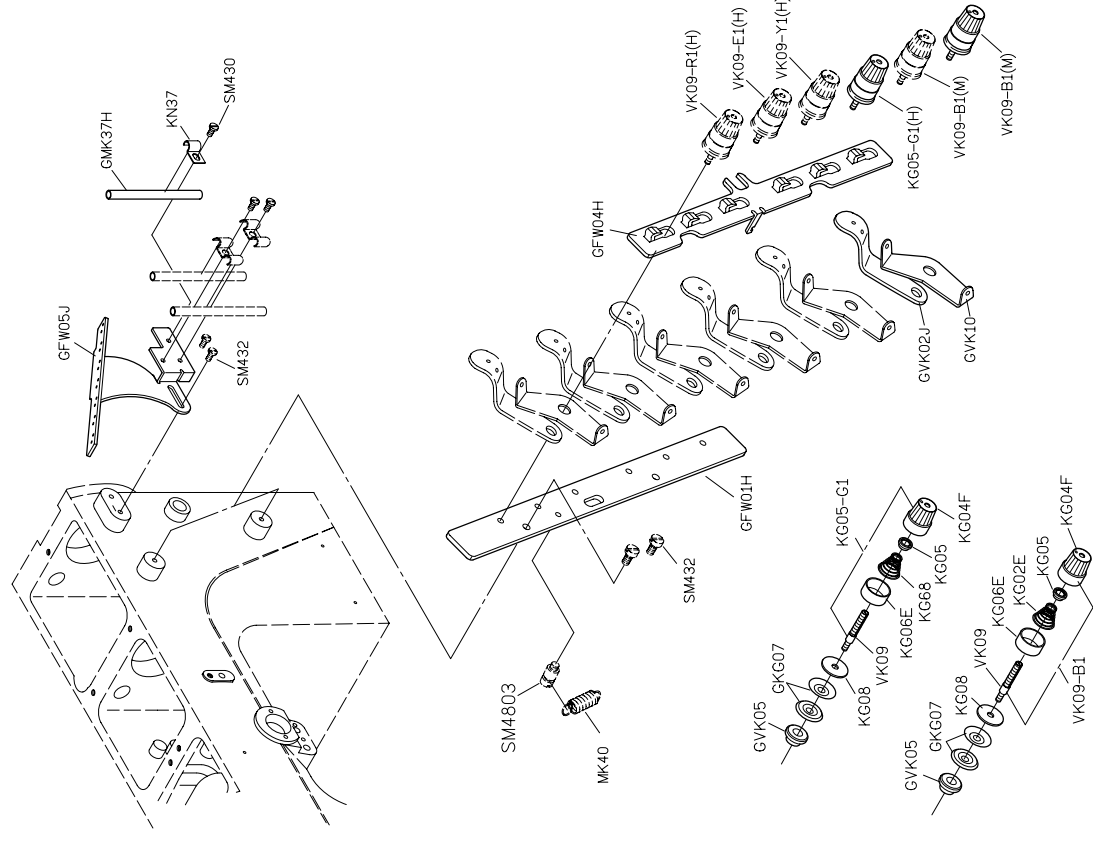 SM430
KN37
GMK37H
GFW05J
SM432
VK09-R1(H)
VK09-E1(H)
VK09-Y1(H)
KG05-G1(H)
VK09-B1(M)
VK09-B1(M)
GFW04H
GVK02J
GVK10
GFW01H
SM432
SM4803
MK40
KG05-G1
KG04F
KG05
KG68
KG06E
VK09
KG08
GKG07
GVK05
KG04F
KG05
KG02E
KG06E
VK09
VK09-B1
KG08
GKG07
GVK05